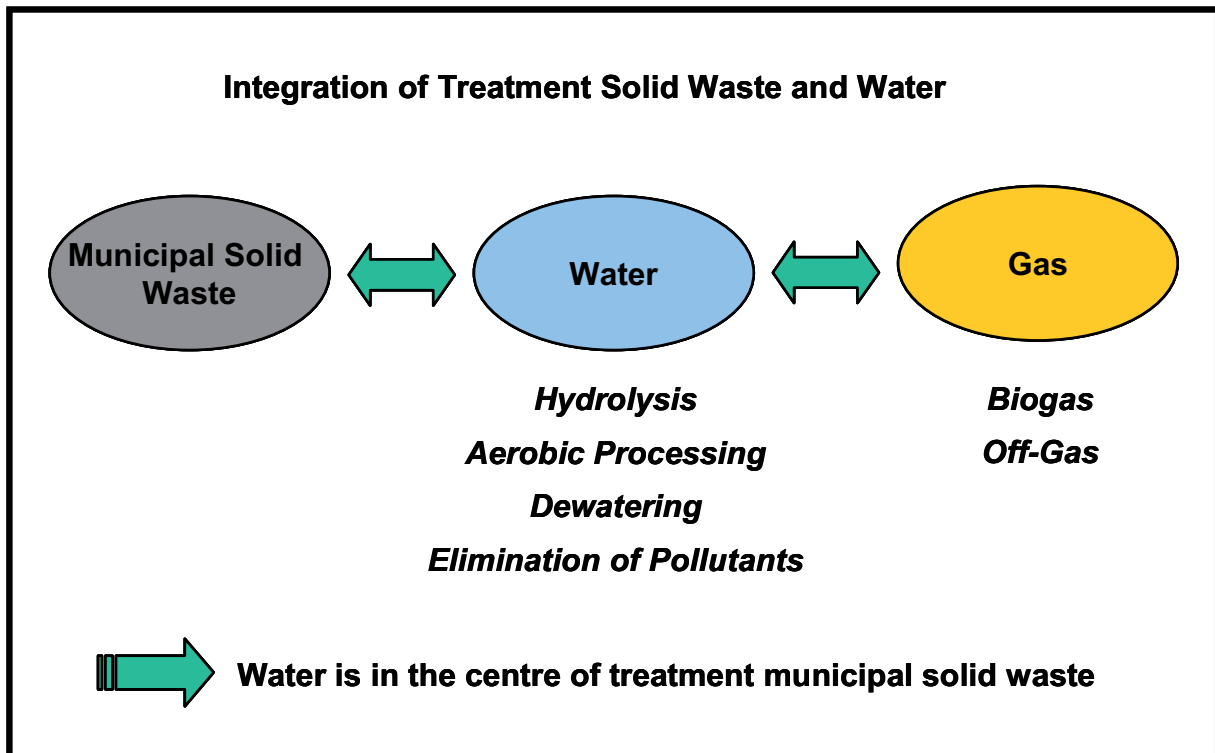 Integration of Treatment Solid Waste and Water
Municipal Solid
Waste
Water
Gas
Hydrolysis
Aerobic Processing
Dewatering
Elimination of Pollutants
Biogas
Off-Gas
Water is in the centre of treatment municipal solid waste